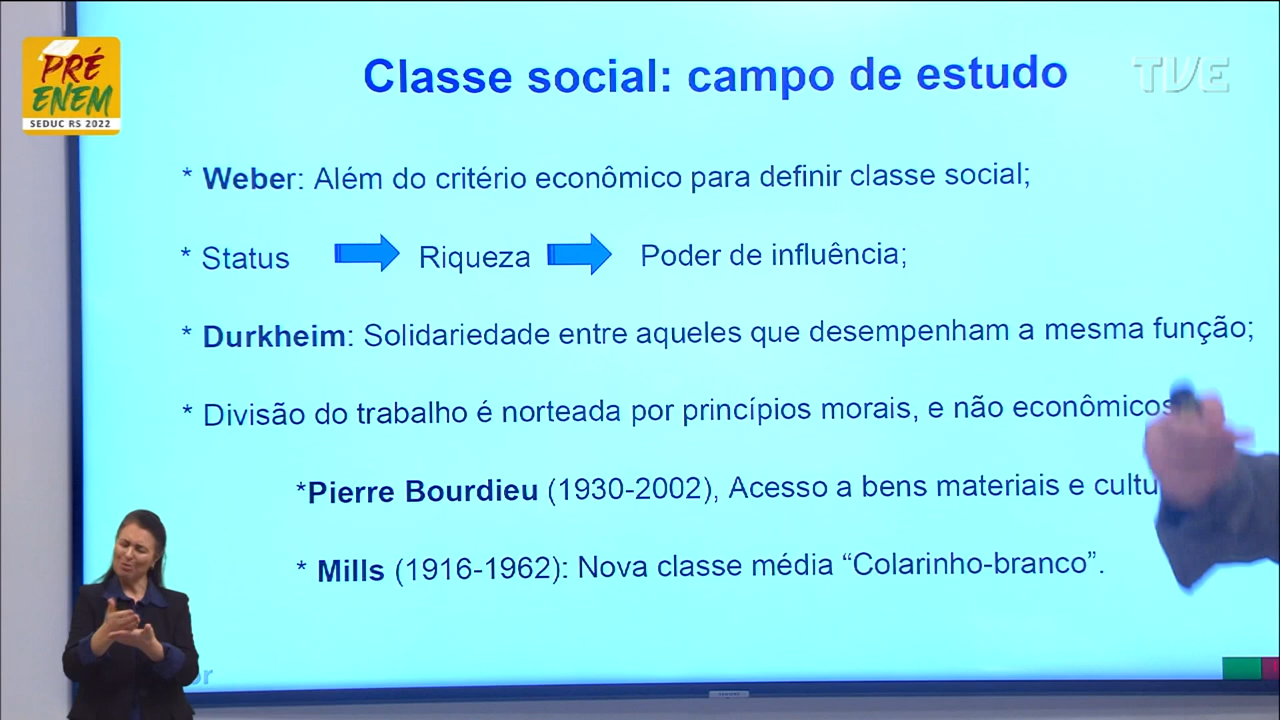 PRÉ
ENEM
SEDUC RS 2022
TVE
Classe social: campo de estudo
* Weber: Além do critério econômico para definir classe social;
* Status Riqueza Poder de influência;
* Durkheim: Solidariedade entre aqueles que desempenham a mesma função;
* Divisão do trabalho é norteada por princípios morais, e não econômicos
*Pierre Bourdieu (1930-2002), Acesso a bens materiais e cultu
* Mills (1916-1962): Nova classe média “Colarinho-branco”.